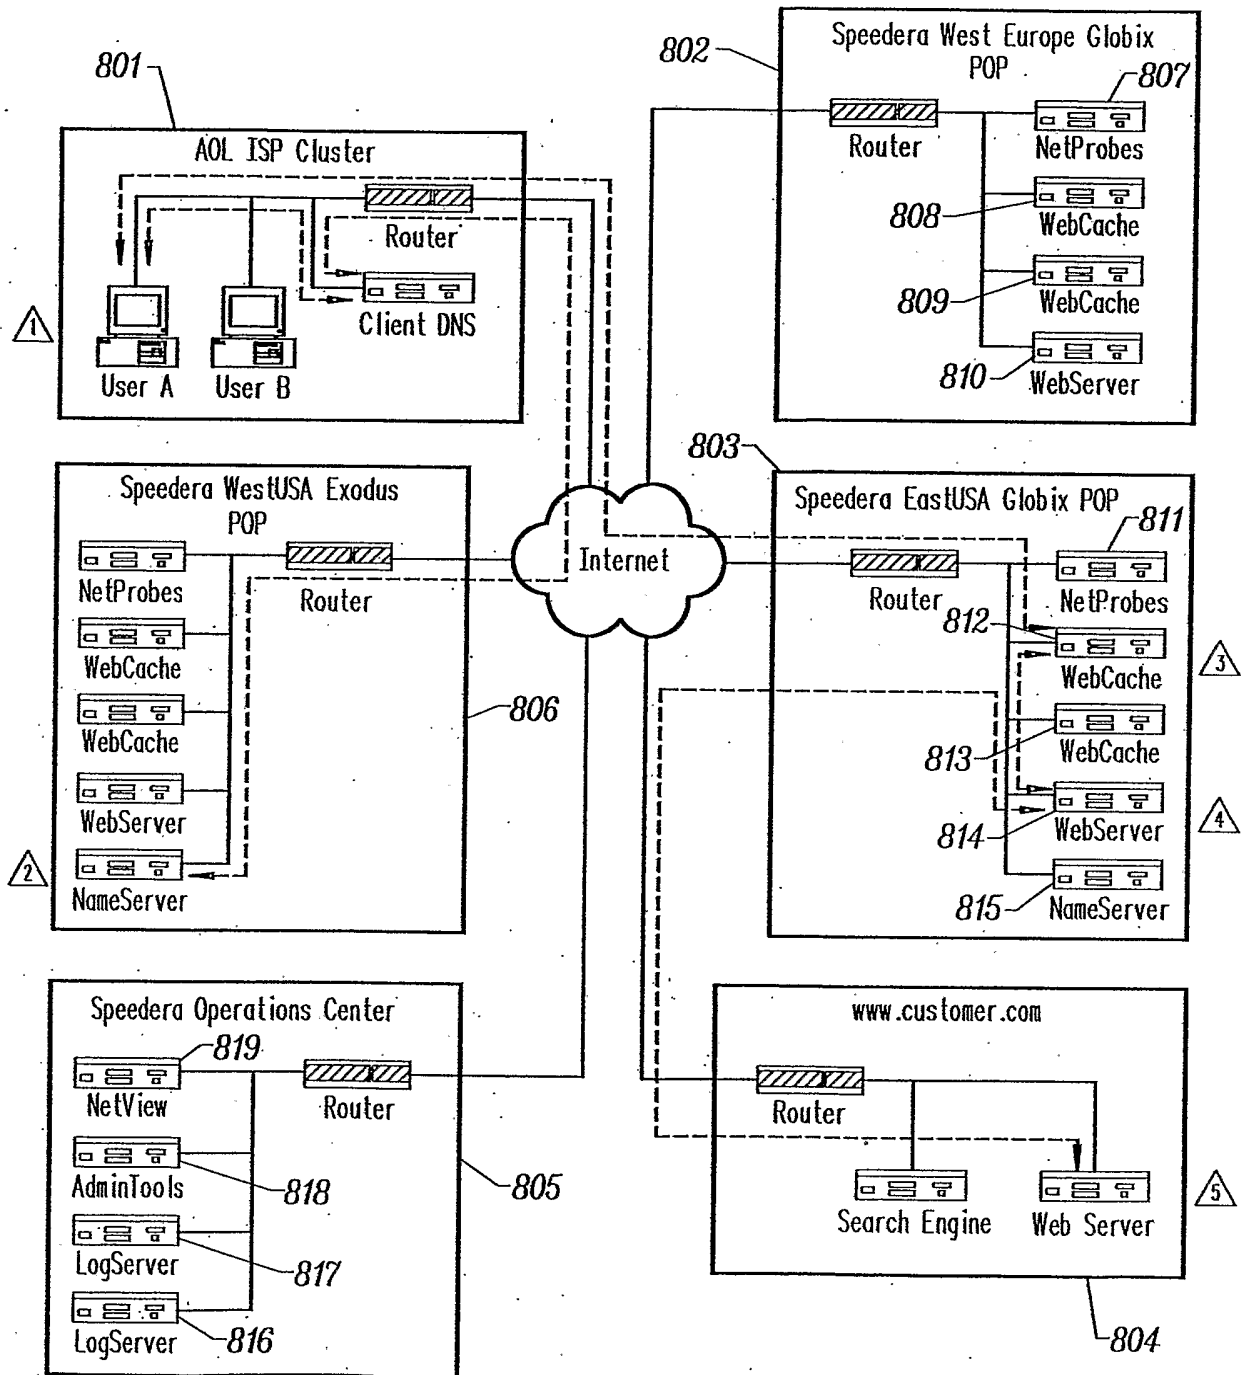 801
AOL ISP Cluster
Router
Client DNS
1
User A
User B
802
Speedera West Europe Globix
POP
807
Router
NetProbes
808
WebCache
809
WebCache
810
WebServer
Speedera WestUSA Exodus
POP
NetProbes
Router
WebCache
WebCache
806
WebServer
2
NameServer
Internet
803
Speedera EastUSA Globix POP
811
Router
NetProbes
812
3
WebCache
813
WebCache
814
WebServer
4
815
NameServer
Speedera Operations Center
819
NetView
Router
AdminTools
818
805
LogServer
817
LogServer
816
www.customer.com
Router
Search Engine
Web Server
5
804